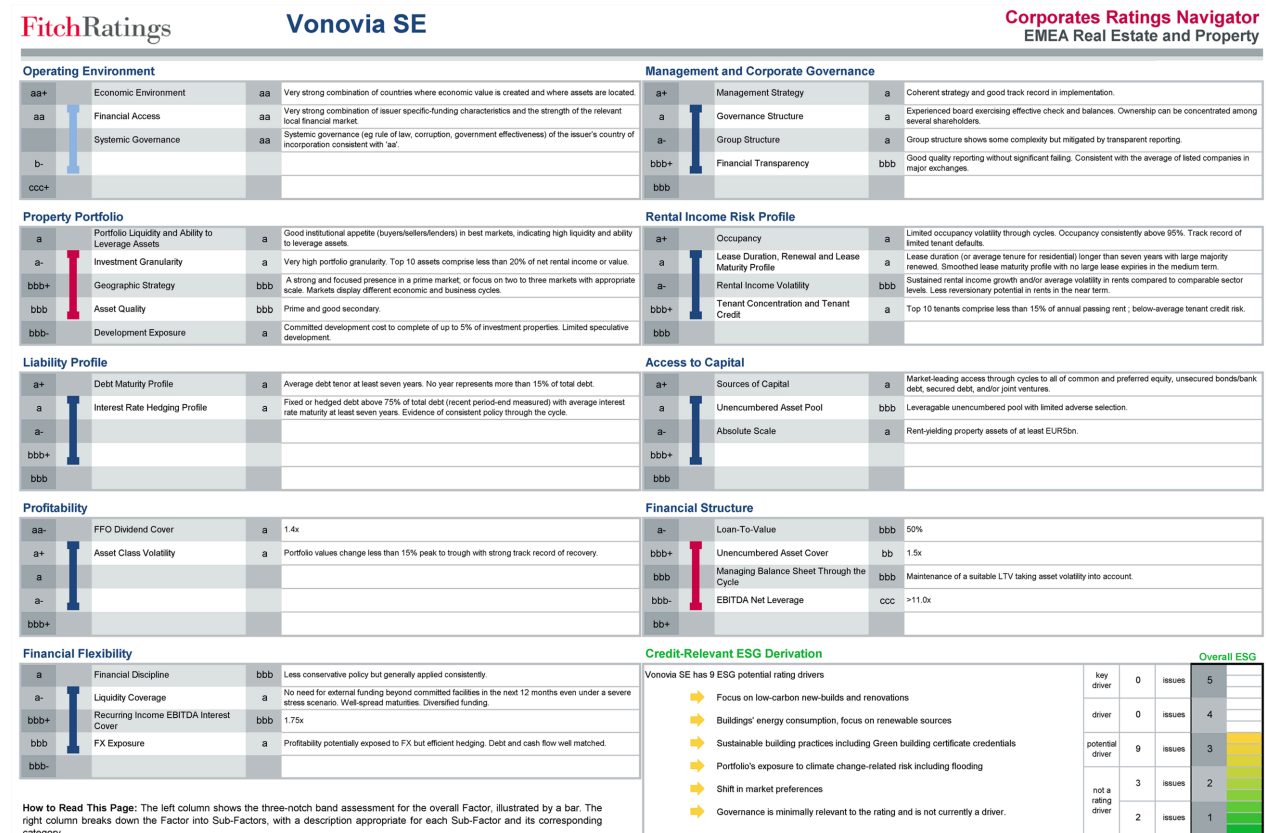 FitchRatings
Vonovia SE
Corporates Ratings Navigator
EMEA Real Estate and Property
Operating Environment
aa+
Economic Environment
aa
Very strong combination of countries where economic value is created and where assets are located.
aa
Financial Access
aa
Very strong combination of issuer specific-funding characteristics and the strength of the relevant
local financial market.
Systemic Governance
aa
Systemic governance (eg rule of law, corruption, government effectiveness) of the issuer's country of
incorporation consistent with 'aa'.
b-
ccc+
Management and Corporate Governance
a+
Management Strategy
a
Coherent strategy and good track record in implementation.
a
Governance Structure
a
Experienced board exercising effective check and balances. Ownership can be concentrated among
several shareholders.
a-
Group Structure
a
Group structure shows some complexity but mitigated by transparent reporting.
bbb+
Financial Transparency
bbb
Good quality reporting without significant failing. Consistent with the average of listed companies in
major exchanges.
bbb
Property Portfolio
a
Portfolio Liquidity and Ability to
Leverage Assets
a
Good institutional appetite (buyers/sellers/lenders) in best markets, indicating high liquidity and ability
to leverage assets.
a-
Investment Granularity
a
Very high portfolio granularity. Top 10 assets comprise less than 20% of net rental income or value.
bbb+
Geographic Strategy
bbb
A strong and focused presence in a prime market; or focus on two to three markets with appropriate
scale. Markets display different economic and business cycles.
bbb
Asset Quality
bbb
Prime and good secondary.
bbb-
Development Exposure
a
Committed development cost to complete of up to 5% of investment properties. Limited speculative
development.
Rental Income Risk Profile
a+
Occupancy
a
Limited occupancy volatility through cycles. Occupancy consistently above 95%. Track record of
limited tenant defaults.
a
Lease Duration, Renewal and Lease
Maturity Profile
a
Lease duration (or average tenure for residential) longer than seven years with large majority
renewed. Smoothed lease maturity profile with no large lease expiries in the medium term.
a-
Rental Income Volatility
bbb
Sustained rental income growth and/or average volatility in rents compared to comparable sector
levels. Less reversionary potential in rents in the near term.
bbb+
Tenant Concentration and Tenant
Credit
a
Top 10 tenants comprise less than 15% of annual passing rent ; below-average tenant credit risk.
bbb
Liability Profile
a+
Debt Maturity Profile
a
Average debt tenor at least seven years. No year represents more than 15% of total debt.
a
Interest Rate Hedging Profile
a
Fixed or hedged debt above 75% of total debt (recent period-end measured) with average interest
rate maturity at least seven years. Evidence of consistent policy through the cycle.
a-
bbb+
bbb
Access to Capital
a+
Sources of Capital
a
Market-leading access through cycles to all of common and preferred equity, unsecured bonds/bank
debt, secured debt, and/or joint ventures.
a
Unencumbered Asset Pool
bbb
Leveragable unencumbered pool with limited adverse selection.
a-
Absolute Scale
a
Rent-yielding property assets of at least EUR5bn.
bbb+
bbb
Profitability
aa-
FFO Dividend Cover
a
1.4x
a+
Asset Class Volatility
a
Portfolio values change less than 15% peak to trough with strong track record of recovery.
a
a-
bbb+
Financial Structure
a-
Loan-To-Value
bbb
50%
bbb+
Unencumbered Asset Cover
bb
1.5x
bbb
Managing Balance Sheet Through the
Cycle
bbb
Maintenance of a suitable LTV taking asset volatility into account.
bbb-
EBITDA Net Leverage
ccc
>11.0x
bb+
Financial Flexibility
a
Financial Discipline
bbb
Less conservative policy but generally applied consistently.
a-
Liquidity Coverage
a
No need for external funding beyond committed facilities in the next 12 months even under a severe
stress scenario. Well-spread maturities. Diversified funding.
bbb+
Recurring Income EBITDA Interest
Cover
bbb
1.75x
bbb
FX Exposure
a
Profitability potentially exposed to FX but efficient hedging. Debt and cash flow well matched.
bbb-
How to Read This Page: The left column shows the three-notch band assessment for the overall Factor, illustrated by a bar. The
right column breaks down the Factor into Sub-Factors, with a description appropriate for each Sub-Factor and its corresponding
category.
Credit-Relevant ESG Derivation
Overall ESG
Vonovia SE has 9 ESG potential rating drivers
Focus on low-carbon new-builds and renovations
Buildings' energy consumption, focus on renewable sources
Sustainable building practices including Green building certificate credentials
Portfolio's exposure to climate change-related risk including flooding
Shift in market preferences
Governance is minimally relevant to the rating and is not currently a driver.
key
driver
0
issues
5
driver
0
issues
4
potential
driver
9
issues
3
not a
rating
driver
3
issues
2
2
issues
1